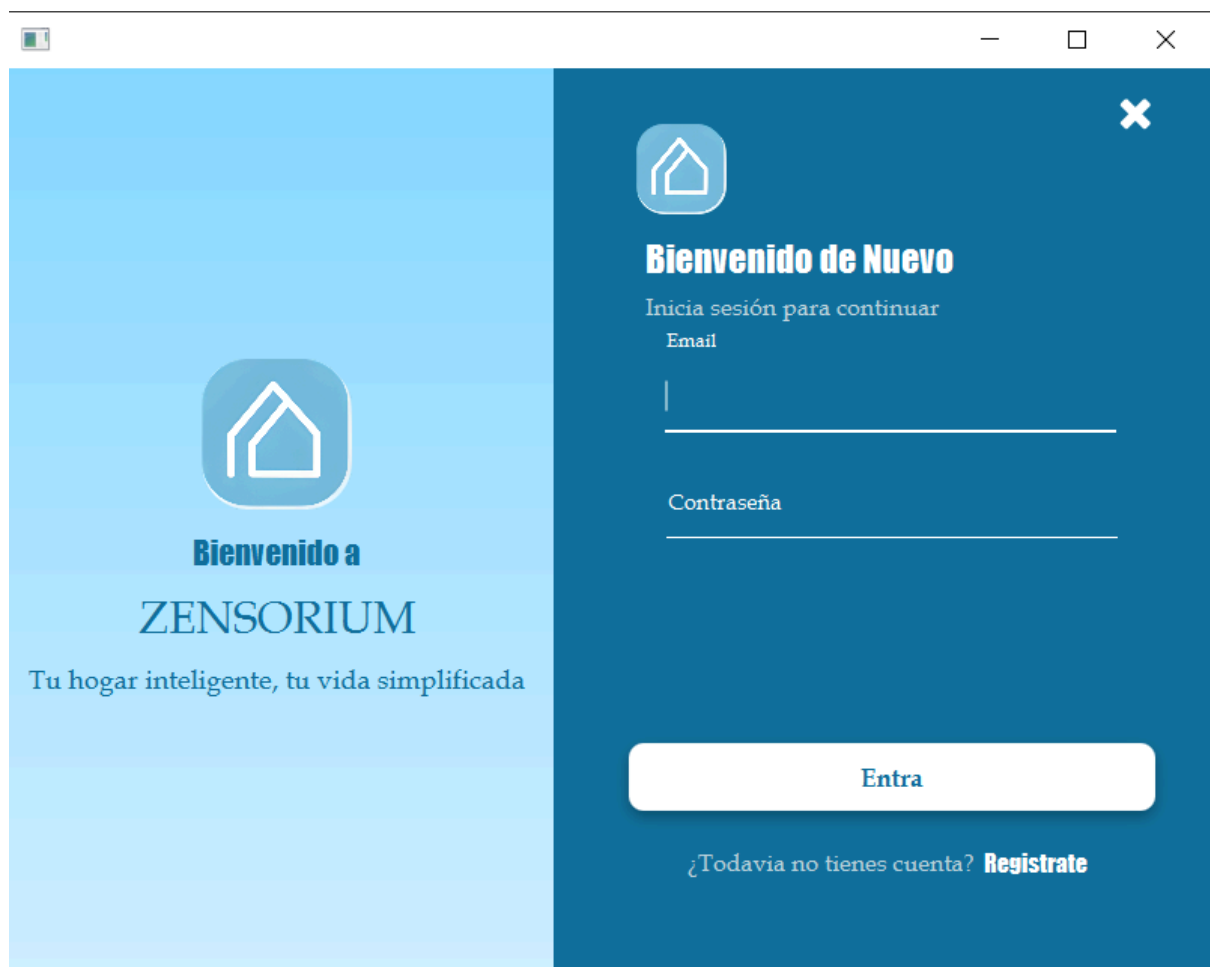 Bienvenido a
ZENSORIUM
Tu hogar inteligente, tu vida simplificada
Bienvenido de Nuevo
Inicia sesión para continuar
Email
Contraseña
Entra
¿Todavia no tienes cuenta? Registrate